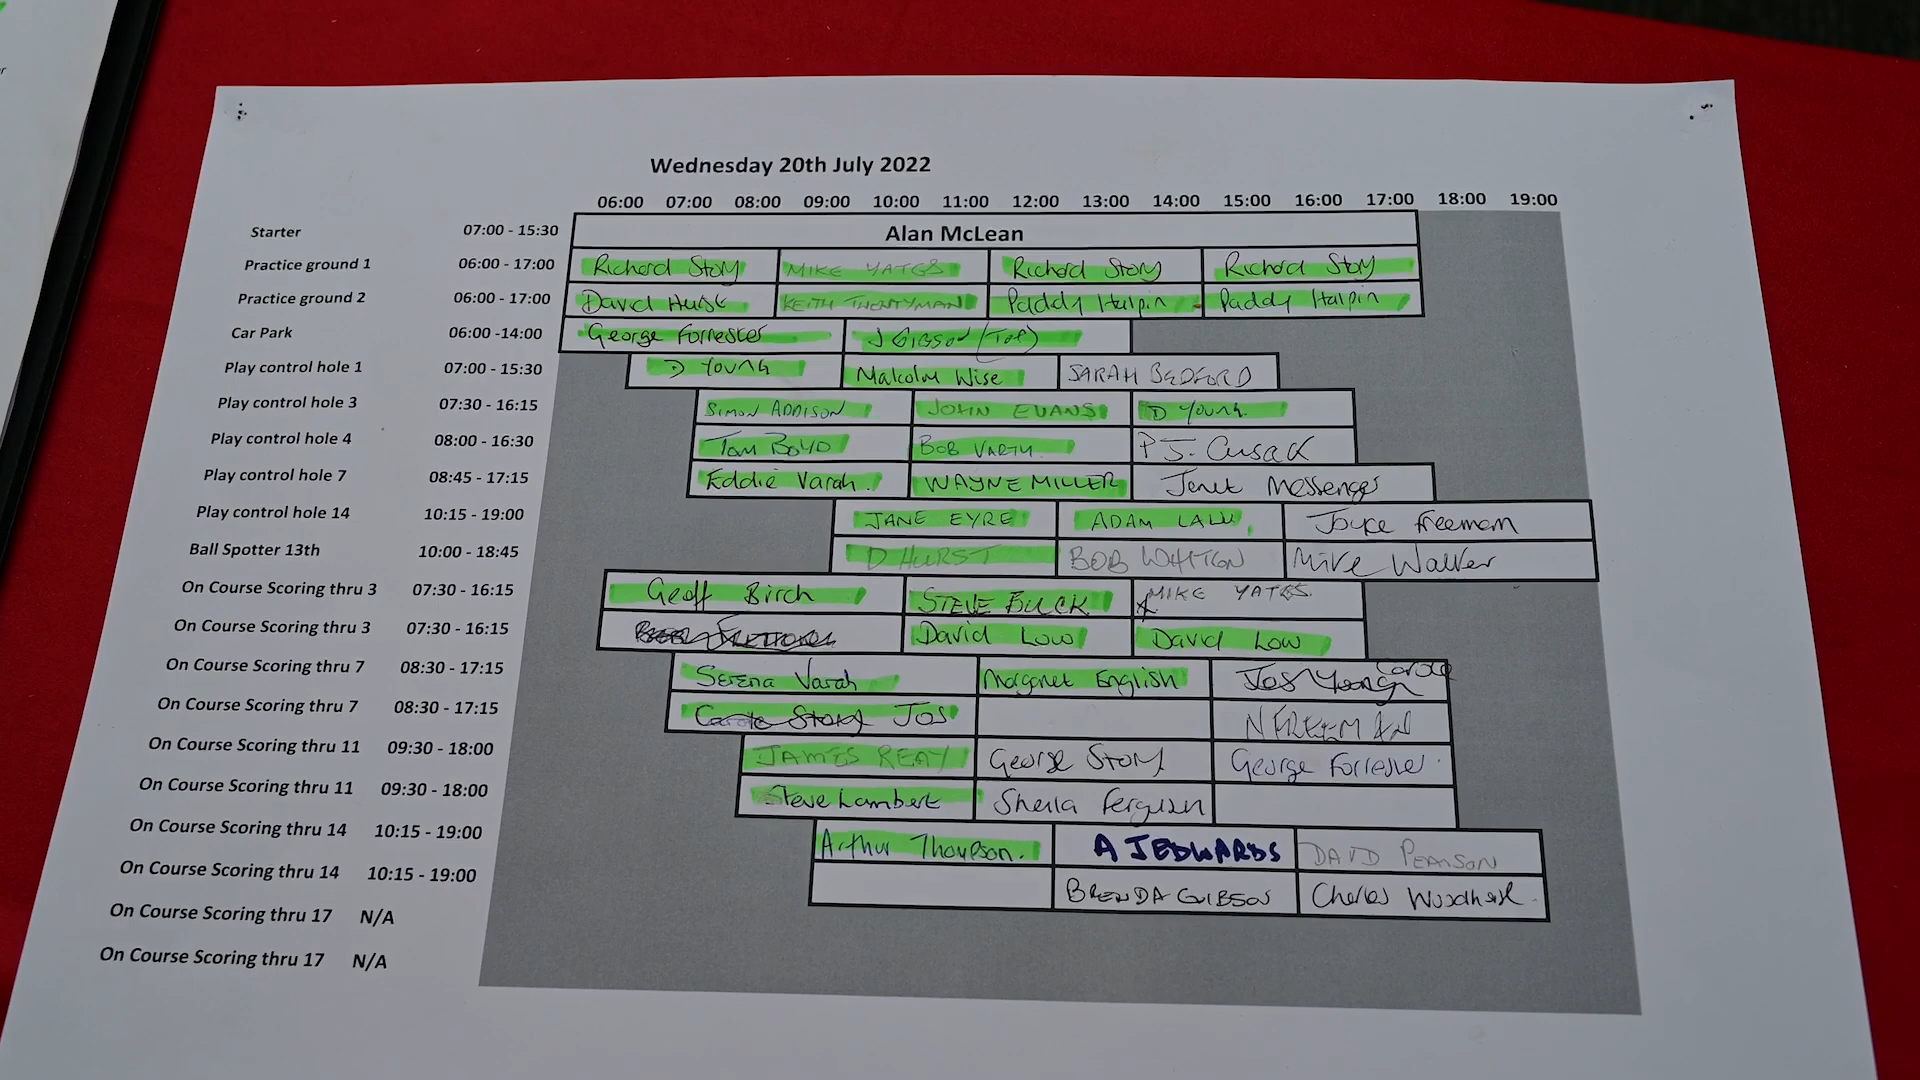 Wednesday 20th July 2022
06:00 07:00 08:00 09:00 10:00 11:00 12:00 13:00 14:00 15:00 16:00 17:00 18:00 19:00
Starter 07:00 - 15:30 Alan McLean
Practice ground 1 06:00 - 17:00 Richard Story MIKE YATES Richard Story Richard Story
Practice ground 2 06:00 - 17:00 David Hurst KEITH TWENTYMAN Paddy Halpin Paddy Halpin
Car Park 06:00 -14:00 George Forrester J GIBSON
Play control hole 1 07:00 - 15:30 D YOUNG Malcolm Wise SARAH BEDFORD
Play control hole 3 07:30 - 16:15 SIMON ADDISON JOHN EVANS D YOUNG
Play control hole 4 08:00 - 16:30 Tom BOYD BOB VARTY P J. Cusack
Play control hole 7 08:45 - 17:15 Eddie Varah. WAYNE MILLER Janet Messenger
Play control hole 14 10:15 - 19:00 JANE EYRE ADAM Joyce Freeman
Ball Spotter 13th 10:00 - 18:45 D HURST BOB Mike Walker
On Course Scoring thru 3 07:30 - 16:15 Geoff Birch STEVE BUCK MIKE YATES
On Course Scoring thru 3 07:30 - 16:15 David Low David Low
On Course Scoring thru 7 08:30 - 17:15 Serena Varah Margaret English Jos Young Carole
On Course Scoring thru 7 08:30 - 17:15 Carole Story Jos N FREEMAN
On Course Scoring thru 11 09:30 - 18:00 JAMES REAY George Story George Forrester
On Course Scoring thru 11 09:30 - 18:00 Steve Lambert Sheila Ferguson
On Course Scoring thru 14 10:15 - 19:00 Arthur Thompson. A J EDWARDS DAVID PEARSON
On Course Scoring thru 14 10:15 - 19:00 BRENDA GIBSON Charles
On Course Scoring thru 17 N/A
On Course Scoring thru 17 N/A